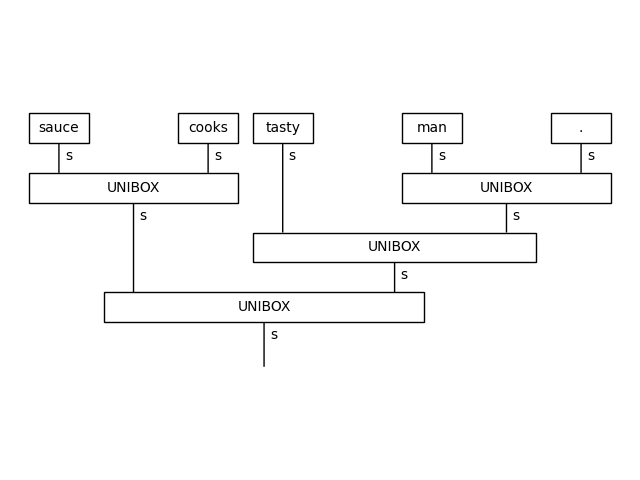 sauce cooks tasty man .
s s s s s
UNIBOX UNIBOX
s s
UNIBOX
s
UNIBOX
s